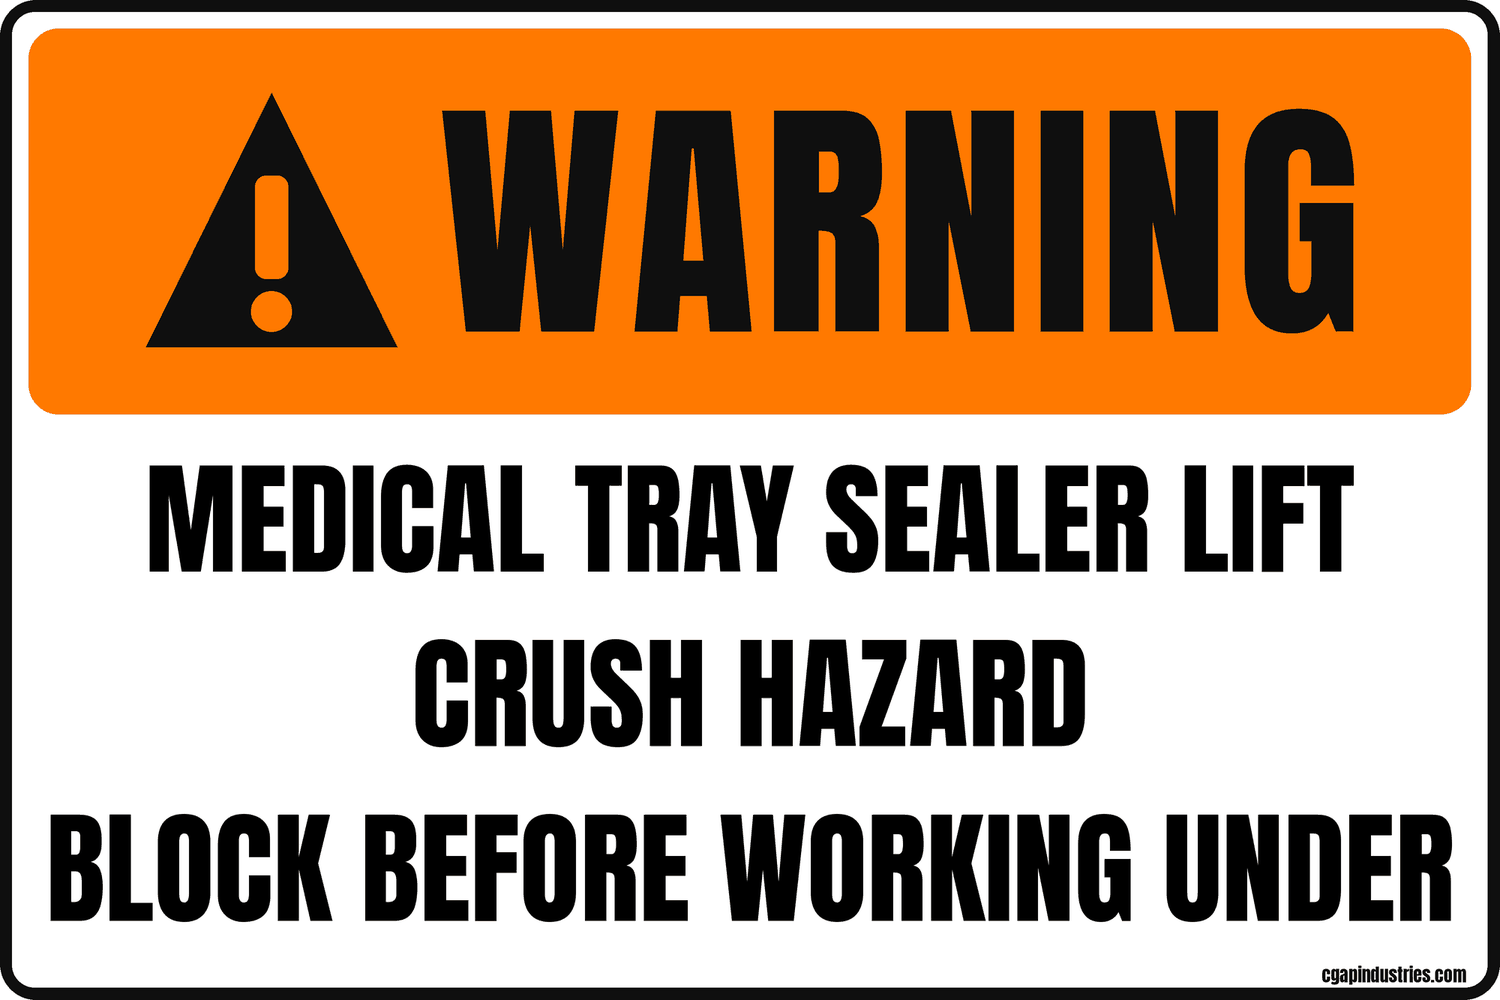 WARNING
MEDICAL TRAY SEALER LIFT
CRUSH HAZARD
BLOCK BEFORE WORKING UNDER
cgapindustries.com